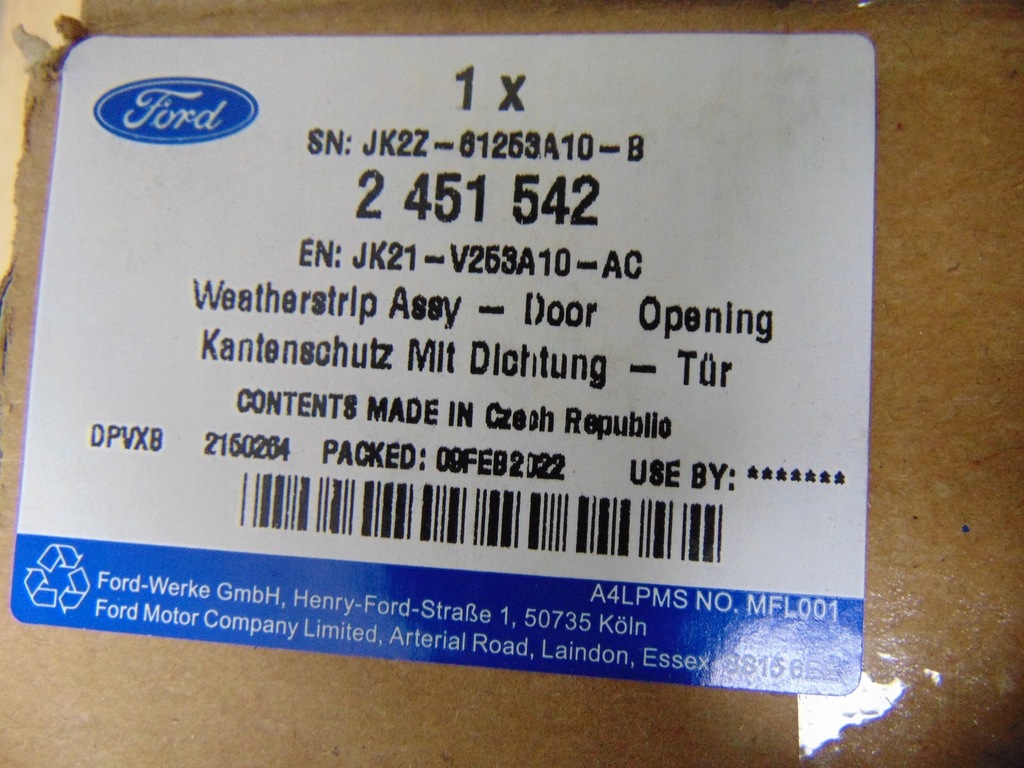 Ford
1 x
SN: JK2Z-61253A10-B
2 451 542
EN: JK21-V253A10-AC
Weatherstrip Assy - Door Opening
Kantenschutz Mit Dichtung - Tür
CONTENTS MADE IN Czech Republic
DPVXB 2150264 PACKED: 09FEB2022 USE BY: *******
A4LPMS NO. MFL001
Ford-Werke GmbH, Henry-Ford-Straße 1, 50735 Köln
Ford Motor Company Limited, Arterial Road, Laindon, Essex